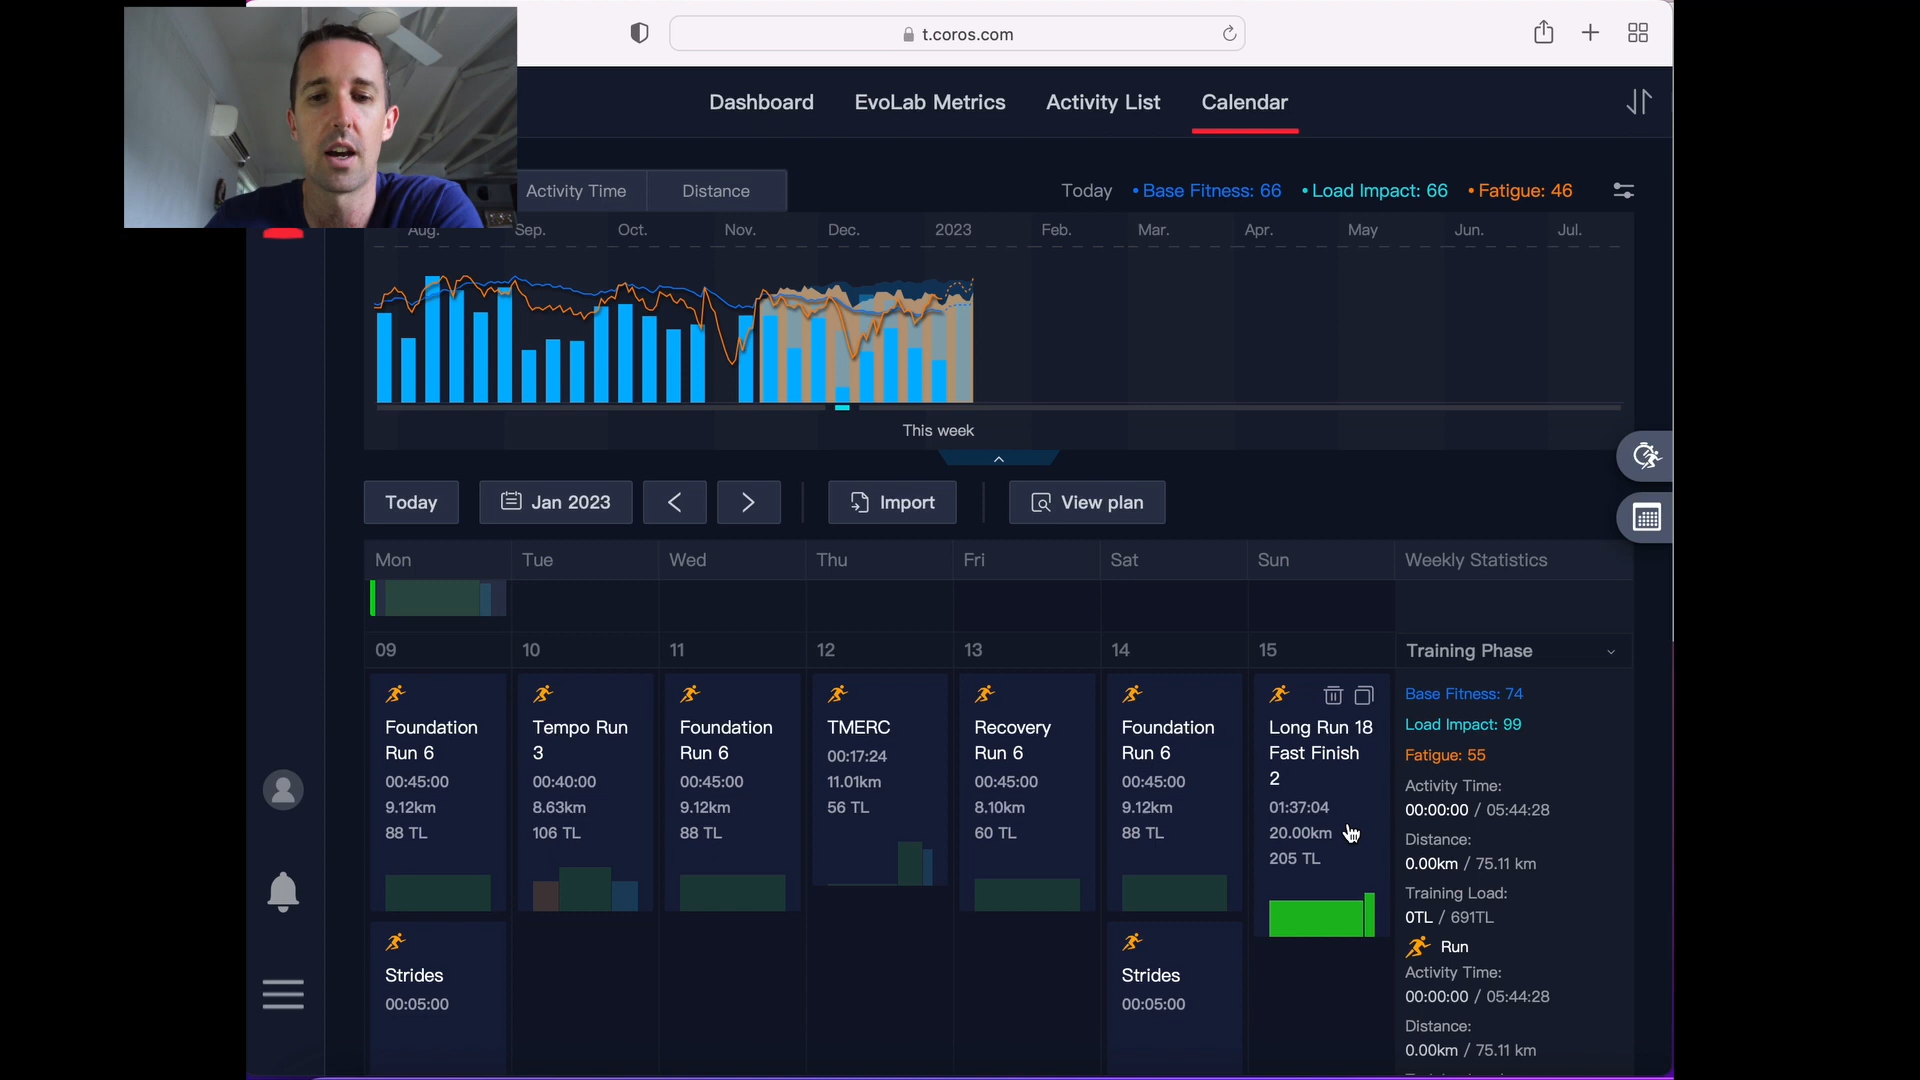 t.coros.com
Dashboard EvoLab Metrics Activity List Calendar
Activity Time Distance Today • Base Fitness: 66 • Load Impact: 66 • Fatigue: 46
Aug. Sep. Oct. Nov. Dec. 2023 Feb. Mar. Apr. May Jun. Jul.
This week
Today Jan 2023 < > Import View plan
Mon Tue Wed Thu Fri Sat Sun Weekly Statistics
09 10 11 12 13 14 15 Training Phase
Foundation
Run 6
00:45:00
9.12km
88 TL
Strides
00:05:00
Tempo Run
3
00:40:00
8.63km
106 TL
Foundation
Run 6
00:45:00
9.12km
88 TL
TMERC
00:17:24
11.01km
56 TL
Recovery
Run 6
00:45:00
8.10km
60 TL
Foundation
Run 6
00:45:00
9.12km
88 TL
Strides
00:05:00
Long Run 18
Fast Finish
2
01:37:04
20.00km
205 TL
Base Fitness: 74
Load Impact: 99
Fatigue: 55
Activity Time:
00:00:00 / 05:44:28
Distance:
0.00km / 75.11 km
Training Load:
0TL / 691TL
Run
Activity Time:
00:00:00 / 05:44:28
Distance:
0.00km / 75.11 km